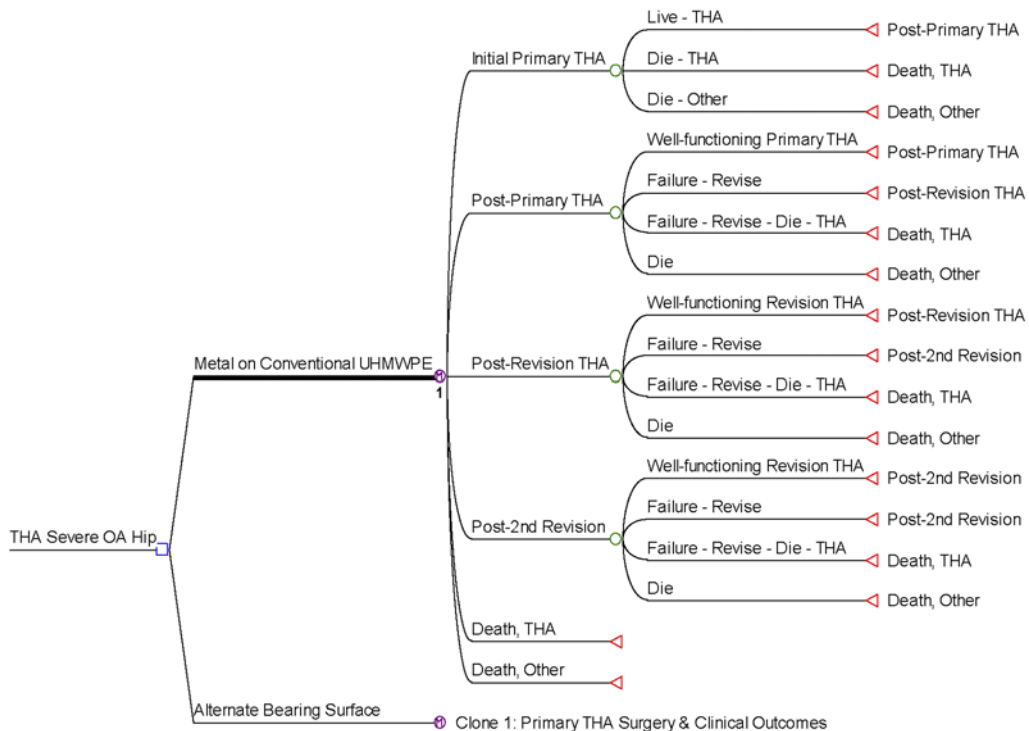 THA Severe OA Hip
Metal on Conventional UHMWPE
1
Initial Primary THA
Live - THA
Post-Primary THA
Die - THA
Death, THA
Die - Other
Death, Other
Post-Primary THA
Well-functioning Primary THA
Post-Primary THA
Failure - Revise
Post-Revision THA
Failure - Revise - Die - THA
Death, THA
Die
Death, Other
Post-Revision THA
Well-functioning Revision THA
Post-Revision THA
Failure - Revise
Post-2nd Revision
Failure - Revise - Die - THA
Death, THA
Die
Death, Other
Post-2nd Revision
Well-functioning Revision THA
Post-2nd Revision
Failure - Revise
Post-2nd Revision
Failure - Revise - Die - THA
Death, THA
Die
Death, Other
Death, THA
Death, Other
Alternate Bearing Surface
M Clone 1: Primary THA Surgery & Clinical Outcomes